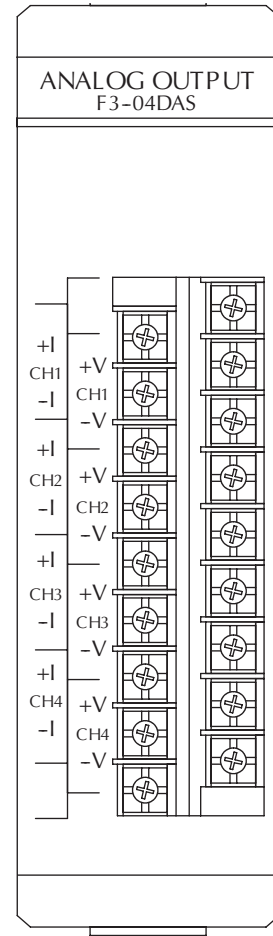 ANALOG OUTPUT
F3-04DAS
+I
CH1
-I
+V
CH1
-V
+I
CH2
-I
+V
CH2
-V
+I
CH3
-I
+V
CH3
-V
+I
CH4
-I
+V
CH4
-V